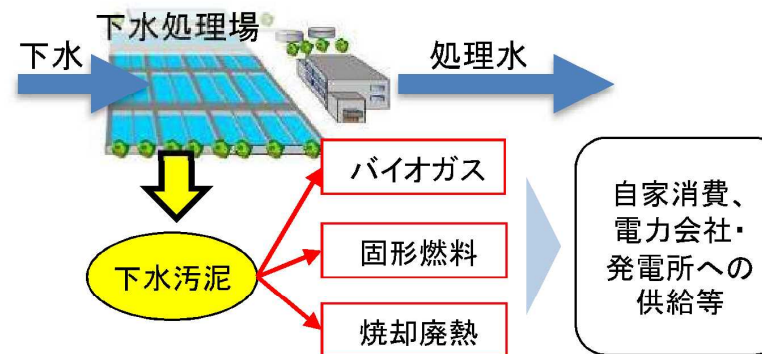 下水処理場
下水
処理水
バイオガス
固形燃料
焼却廃熱
下水汚泥
自家消費、
電力会社・
発電所への
供給等